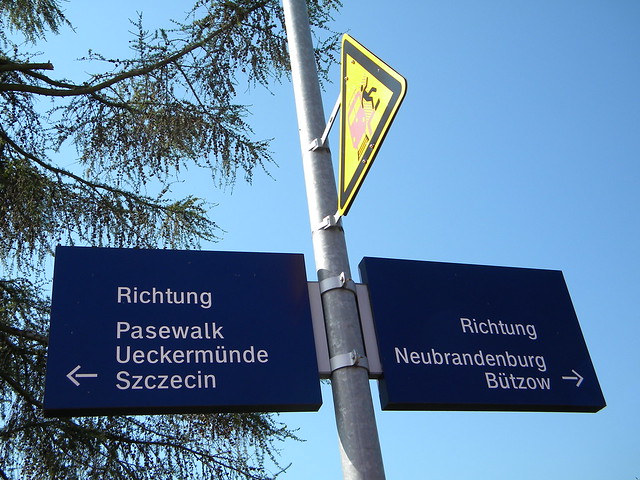 Richtung
Pasewalk
Ueckermünde
← Szczecin
Richtung
Neubrandenburg
Bützow →